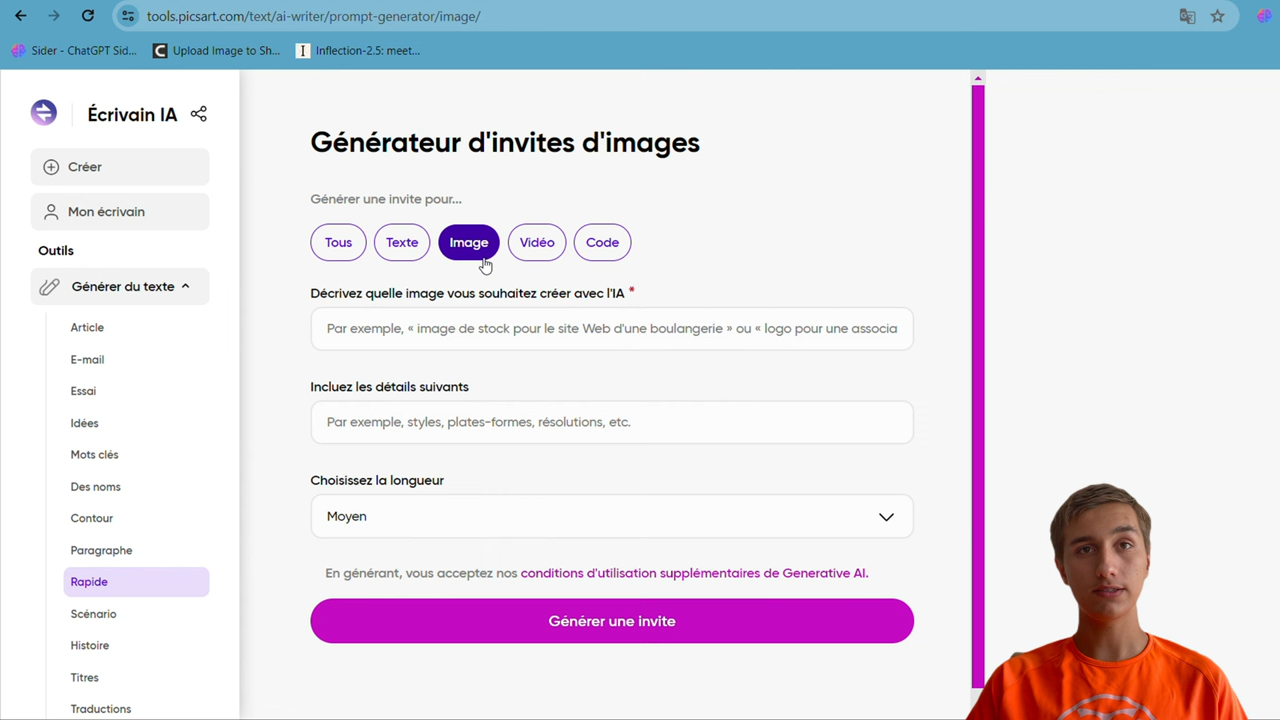 tools.picsart.com/text/ai-writer/prompt-generator/image/
Sider - ChatGPT Sid...
Upload Image to Sh...
Inflection-2.5: meet...
Écrivain IA
Créer
Mon écrivain
Outils
Générer du texte
Article
E-mail
Essai
Idées
Mots clés
Des noms
Contour
Paragraphe
Rapide
Scénario
Histoire
Titres
Traductions
Générateur d'invites d'images
Générer une invite pour...
Tous
Texte
Image
Vidéo
Code
Décrivez quelle image vous souhaitez créer avec l'IA *
Par exemple, « image de stock pour le site Web d'une boulangerie » ou « logo pour une associa
Incluez les détails suivants
Par exemple, styles, plates-formes, résolutions, etc.
Choisissez la longueur
Moyen
En générant, vous acceptez nos conditions d'utilisation supplémentaires de Generative AI.
Générer une invite